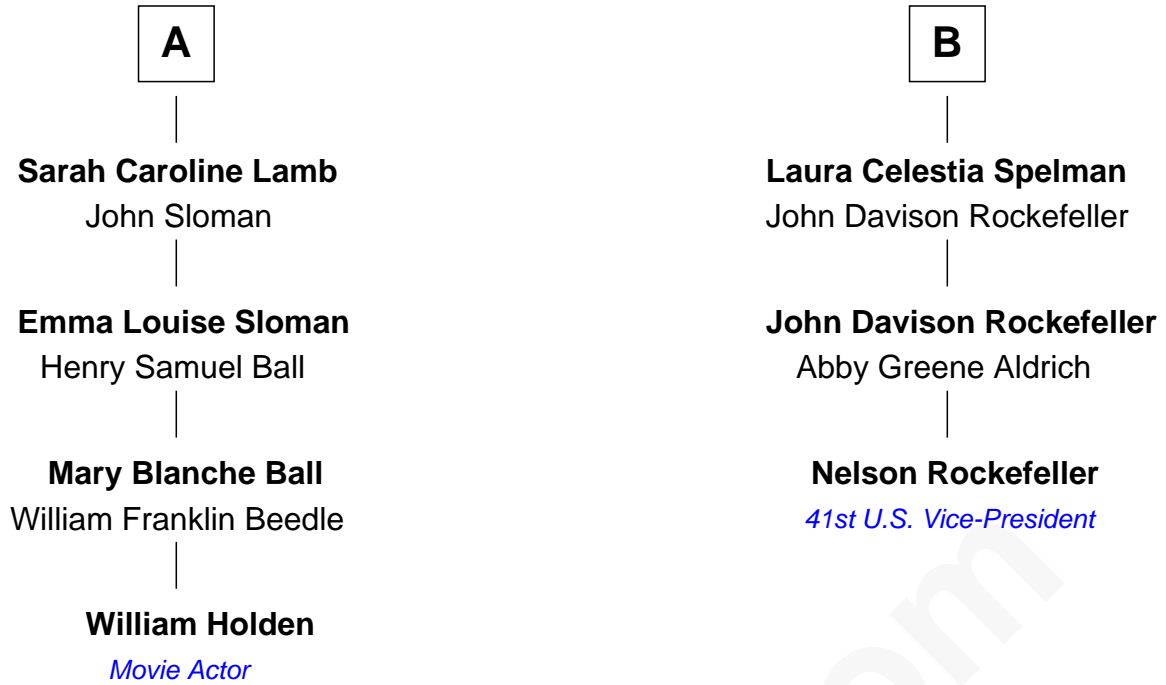 A
Sarah Caroline Lamb
John Sloman
Emma Louise Sloman
Henry Samuel Ball
Mary Blanche Ball
William Franklin Beedle
William Holden
Movie Actor
B
Laura Celestia Spelman
John Davison Rockefeller
John Davison Rockefeller
Abby Greene Aldrich
Nelson Rockefeller
41st U.S. Vice-President
om